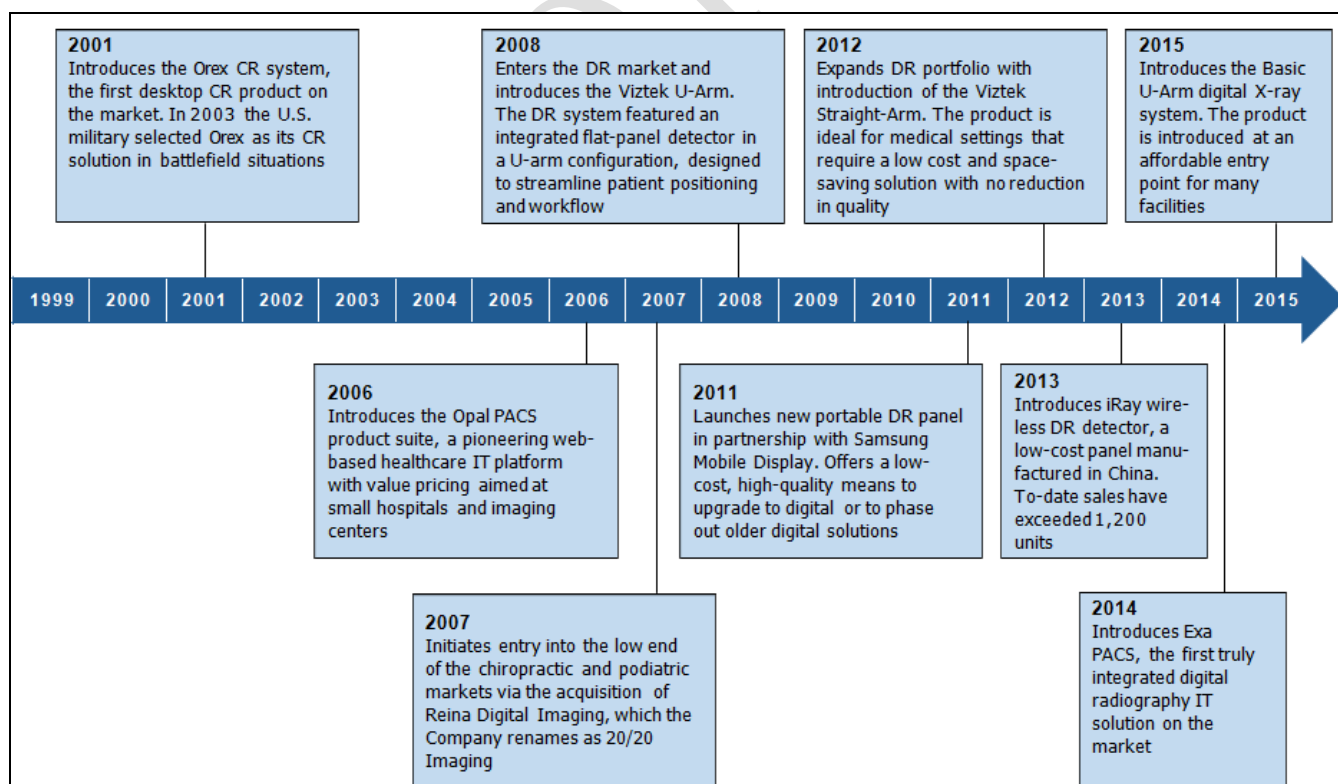 2001
Introduces the Orex CR system,
the first desktop CR product on
the market. In 2003 the U.S.
military selected Orex as its CR
solution in battlefield situations
2008
Enters the DR market and
introduces the Viztek U-Arm.
The DR system featured an
integrated flat-panel detector in
a U-arm configuration, designed
to streamline patient positioning
and workflow
2012
Expands DR portfolio with
introduction of the Viztek
Straight-Arm. The product is
ideal for medical settings that
require a low cost and space-
saving solution with no reduction
in quality
2015
Introduces the Basic
U-Arm digital X-ray
system. The product
is introduced at an
affordable entry
point for many
facilities
1999 2000 2001 2002 2003 2004 2005 2006 2007 2008 2009 2010 2011 2012 2013 2014 2015
2006
Introduces the Opal PACS
product suite, a pioneering web-
based healthcare IT platform
with value pricing aimed at
small hospitals and imaging
centers
2011
Launches new portable DR panel
in partnership with Samsung
Mobile Display. Offers a low-
cost, high-quality means to
upgrade to digital or to phase
out older digital solutions
2013
Introduces iRay wire-
less DR detector, a
low-cost panel manu-
factured in China.
To-date sales have
exceeded 1,200
units
2007
Initiates entry into the low end
of the chiropractic and podiatric
markets via the acquisition of
Reina Digital Imaging, which the
Company renames as 20/20
Imaging
2014
Introduces Exa
PACS, the first truly
integrated digital
radiography IT
solution on the
market